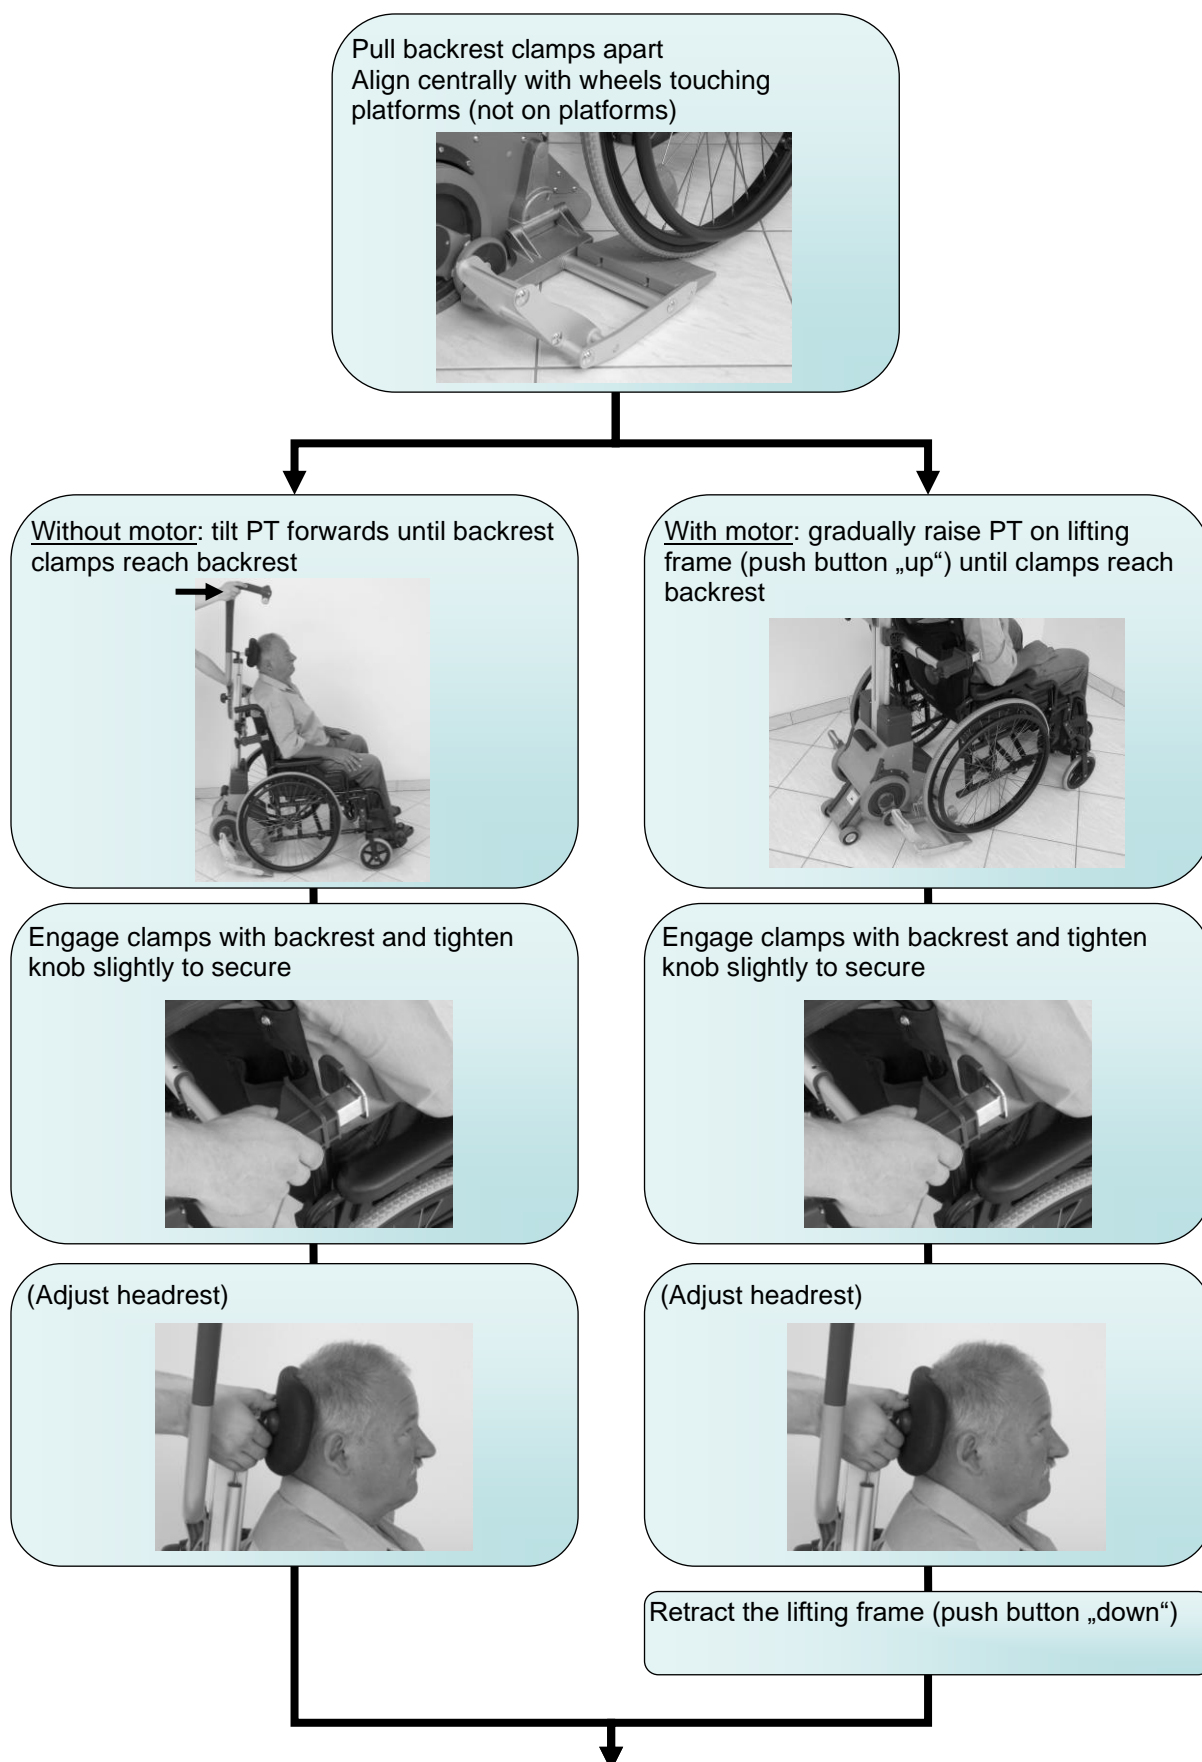 Pull backrest clamps apart
Align centrally with wheels touching
platforms (not on platforms)
Without motor: tilt PT forwards until backrest
clamps reach backrest
With motor: gradually raise PT on lifting
frame (push button „up“) until clamps reach
backrest
Engage clamps with backrest and tighten
knob slightly to secure
Engage clamps with backrest and tighten
knob slightly to secure
(Adjust headrest)
(Adjust headrest)
Retract the lifting frame (push button „down“)